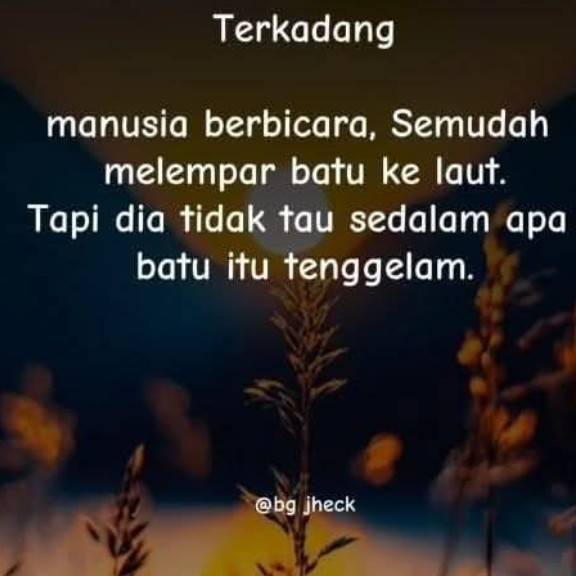 Terkadang
manusia berbicara, Semudah
melempar batu ke laut.
Tapi dia tidak tau sedalam apa
batu itu tenggelam.
@bg jheck